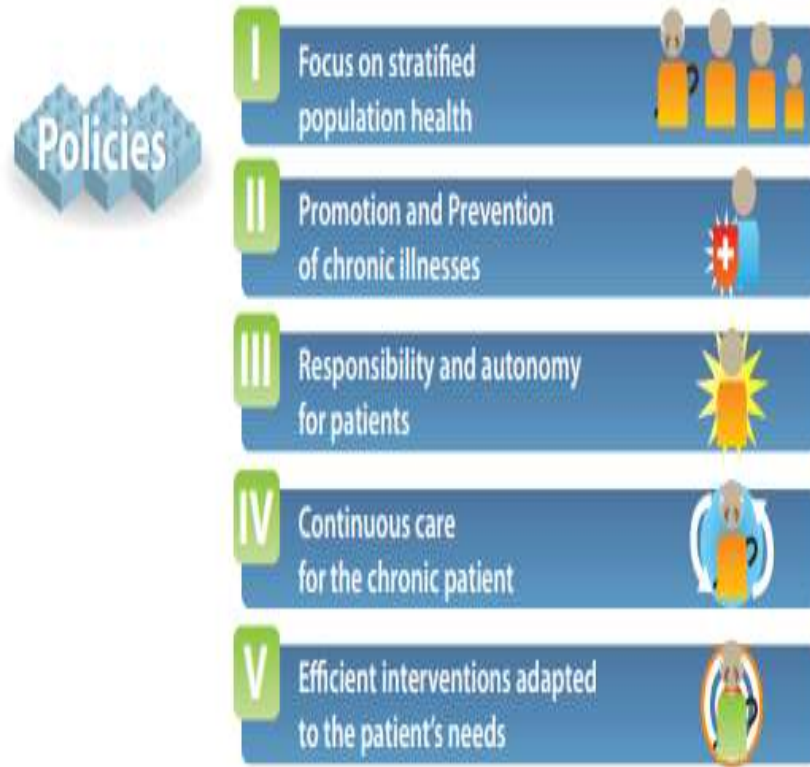 Policies
I
Focus on stratified
population health
II
Promotion and Prevention
of chronic illnesses
III
Responsibility and autonomy
for patients
IV
Continuous care
for the chronic patient
V
Efficient interventions adapted
to the patient's needs